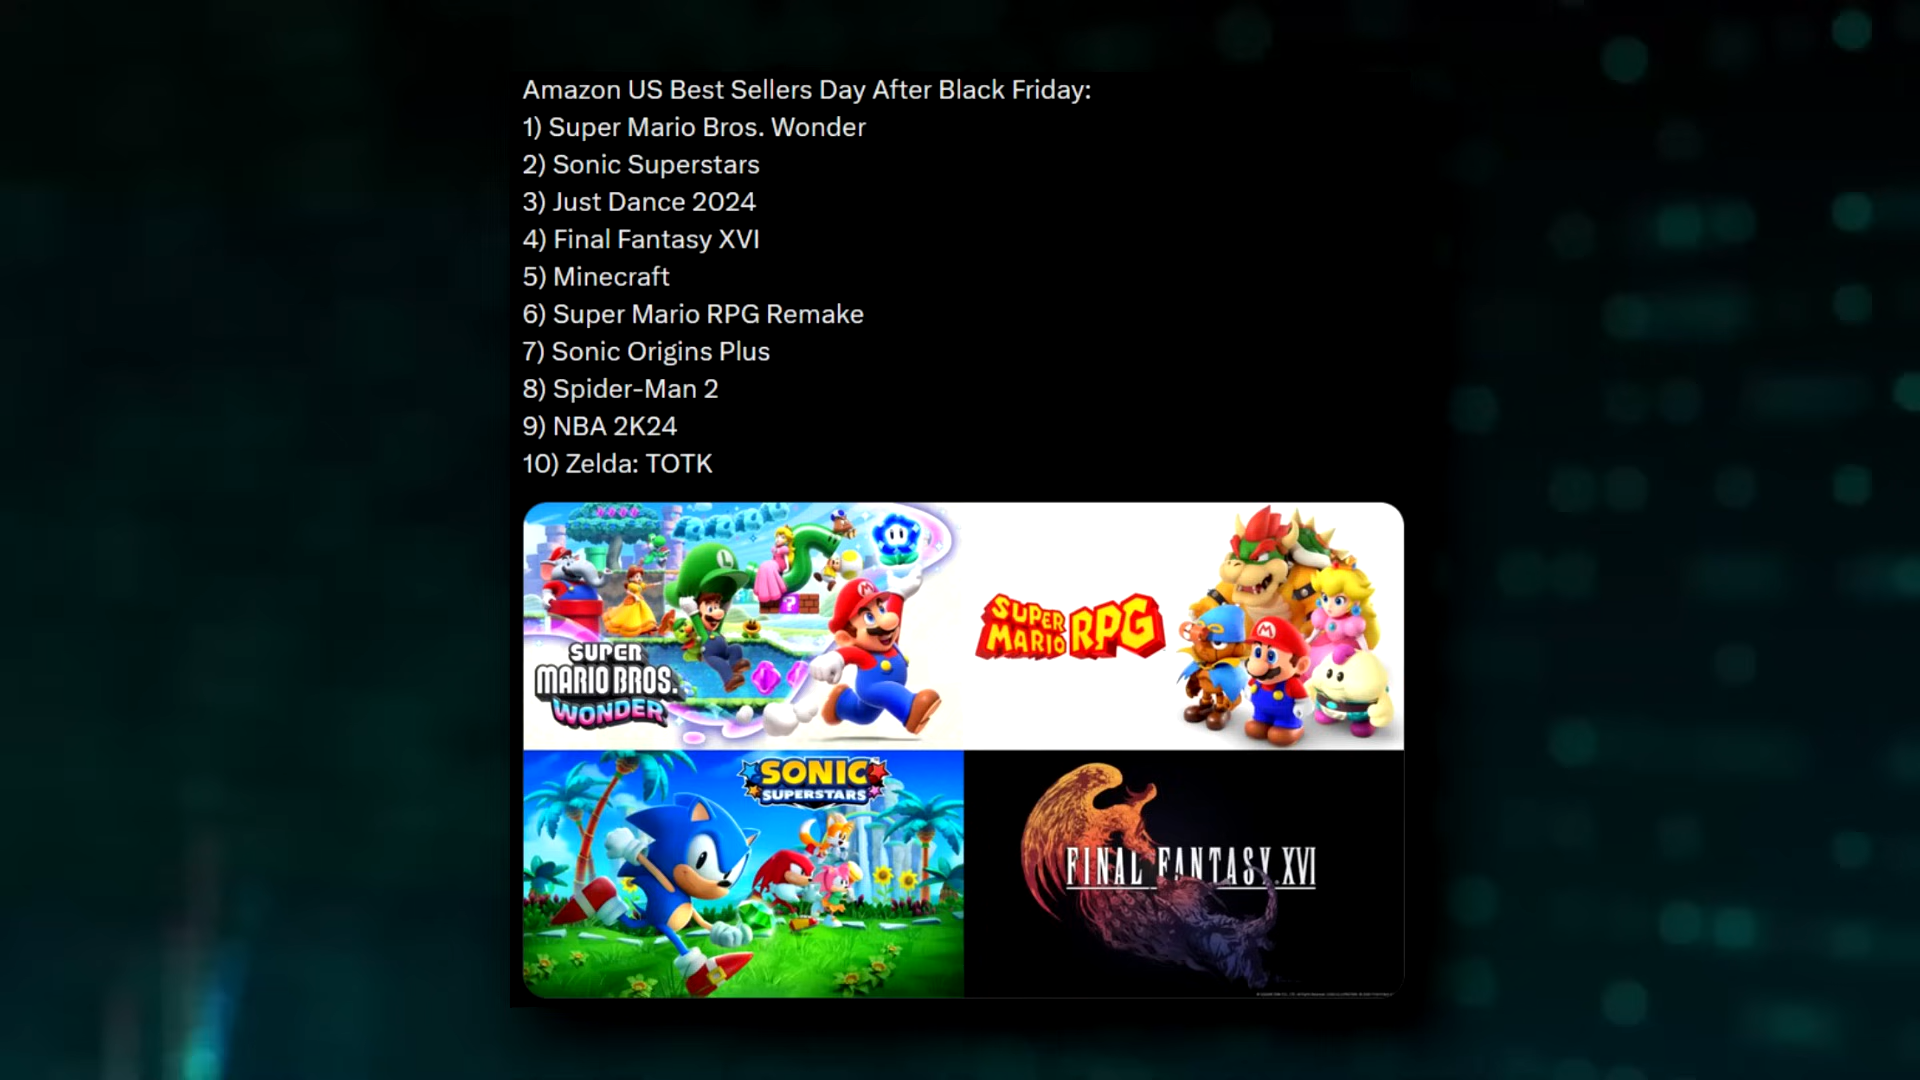 Amazon US Best Sellers Day After Black Friday:
1) Super Mario Bros. Wonder
2) Sonic Superstars
3) Just Dance 2024
4) Final Fantasy XVI
5) Minecraft
6) Super Mario RPG Remake
7) Sonic Origins Plus
8) Spider-Man 2
9) NBA 2K24
10) Zelda: TOTK
SUPER
MARIO BROS.
WONDER
SUPER
MARIO RPG
SONIC
SUPERSTARS
FINAL FANTASY XVI